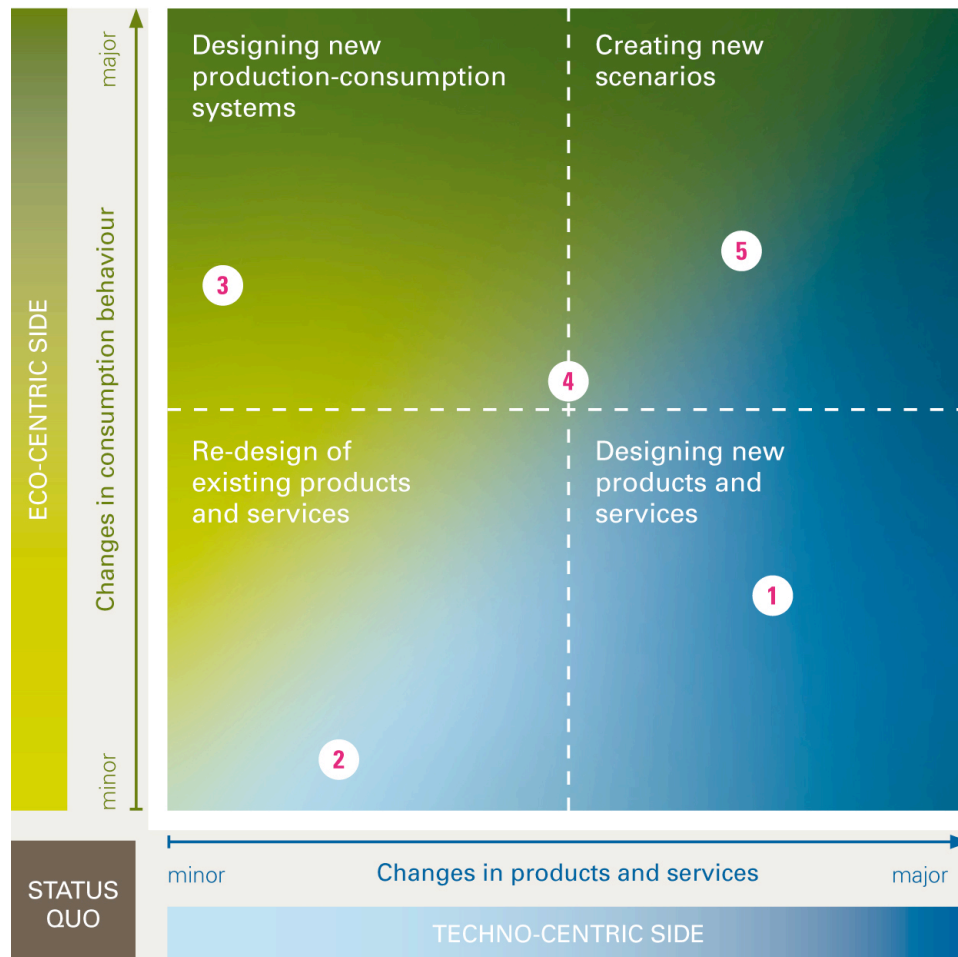 major
Changes in consumption behaviour
minor
ECO-CENTRIC SIDE
Designing new
production-consumption
systems
Creating new
scenarios
3
5
4
Re-design of
existing products
and services
Designing new
products and
services
1
2
STATUS
QUO
minor
Changes in products and services
major
TECHNO-CENTRIC SIDE